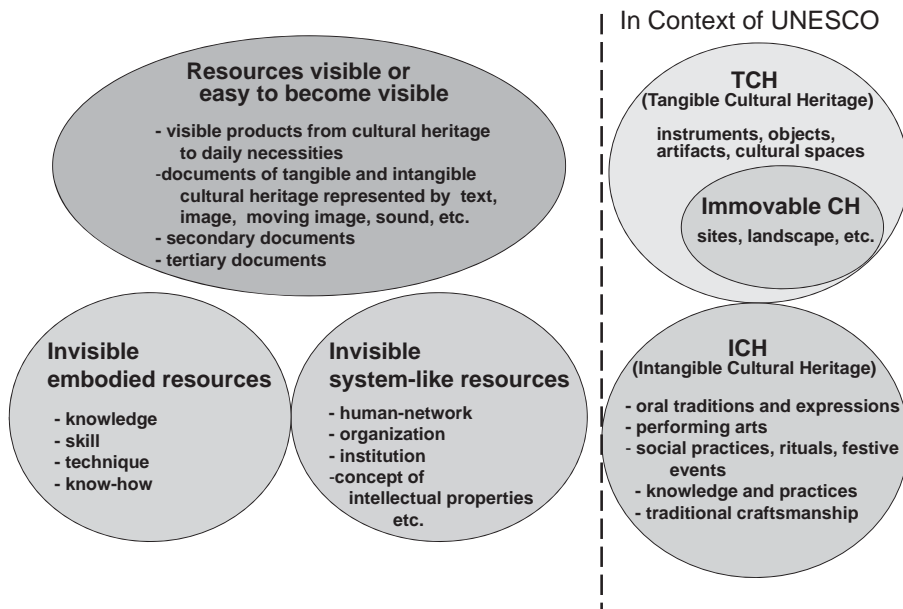 Resources visible or
easy to become visible
- visible products from cultural heritage
to daily necessities
-documents of tangible and intangible
cultural heritage represented by text,
image, moving image, sound, etc.
- secondary documents
- tertiary documents
Invisible
embodied resources
- knowledge
- skill
- technique
- know-how
Invisible
system-like resources
- human-network
- organization
- institution
-concept of
intellectual properties
etc.
In Context of UNESCO
TCH
(Tangible Cultural Heritage)
instruments, objects,
artifacts, cultural spaces
Immovable CH
sites, landscape, etc.
ICH
(Intangible Cultural Heritage)
- oral traditions and expressions
- performing arts
- social practices, rituals, festive
events
- knowledge and practices
- traditional craftsmanship